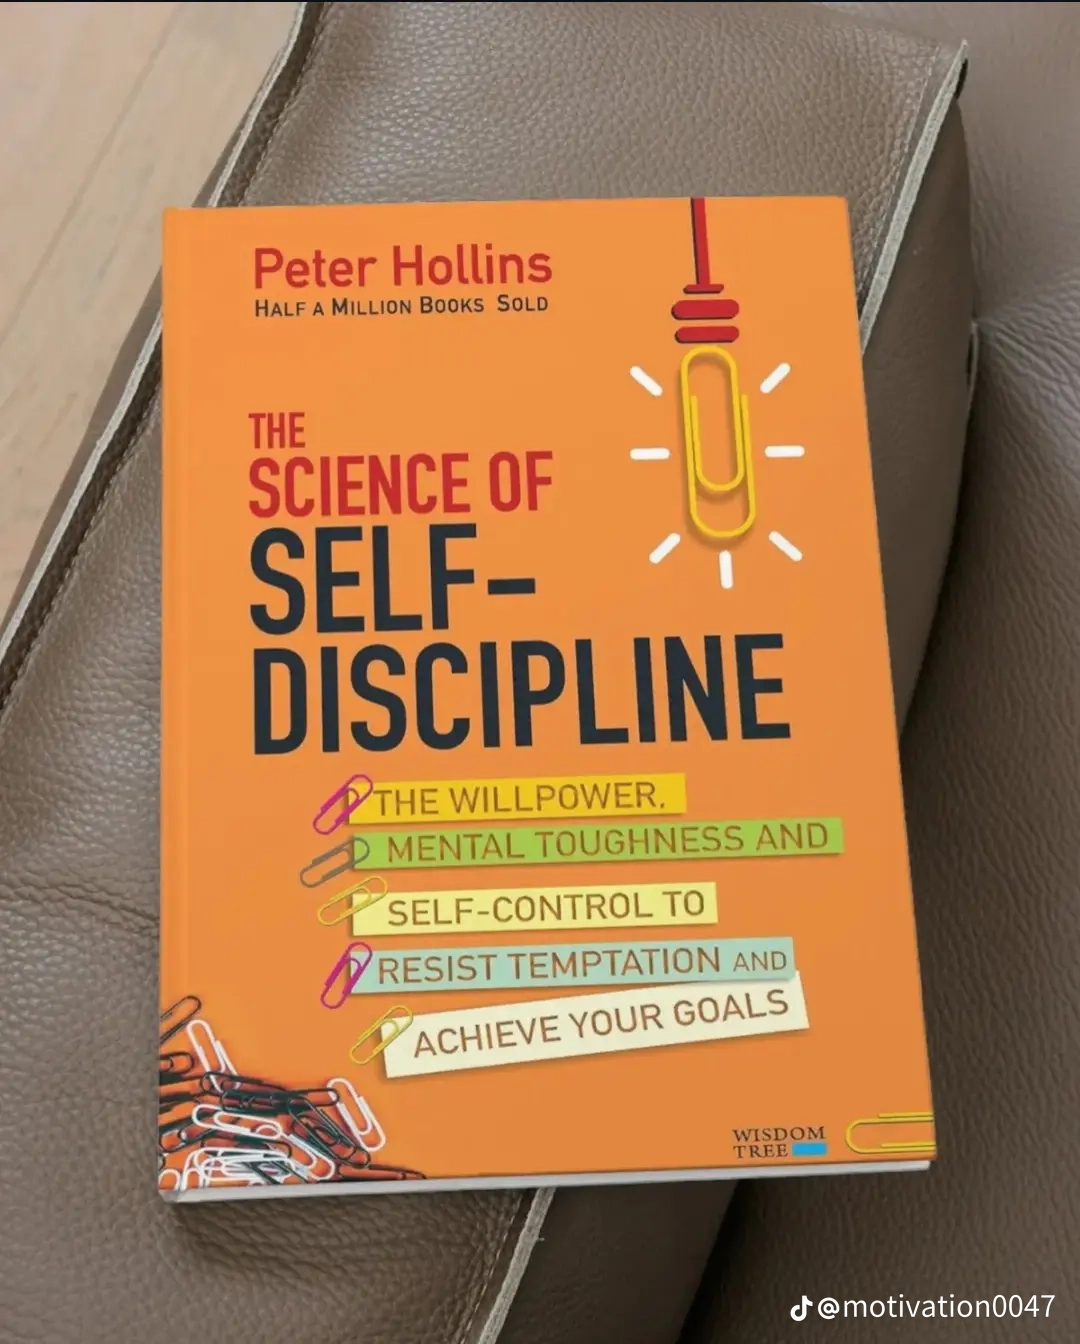 Peter Hollins
HALF A MILLION BOOKS SOLD
THE
SCIENCE OF
SELF-
DISCIPLINE
THE WILLPOWER,
MENTAL TOUGHNESS AND
SELF-CONTROL TO
RESIST TEMPTATION AND
ACHIEVE YOUR GOALS
WISDOM
TREE
@motivation0047